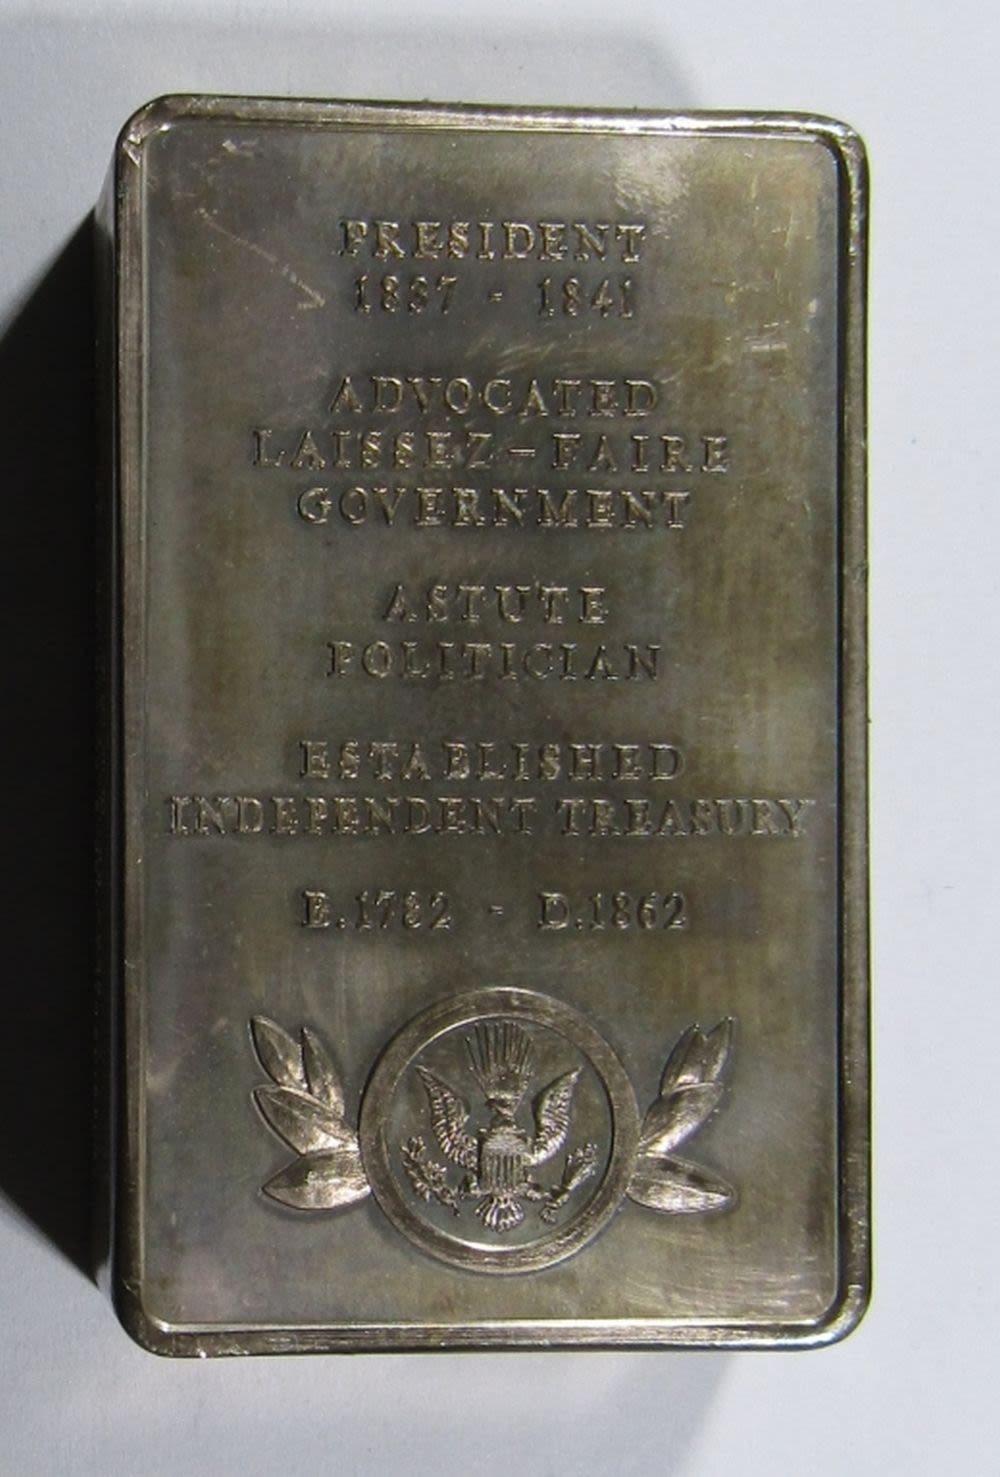 PRESIDENT
1837 - 1841
ADVOCATED
LAISSEZ-FAIRE
GOVERNMENT
ASTUTE
POLITICIAN
ESTABLISHED
INDEPENDENT TREASURY
B.1782 - D.1862